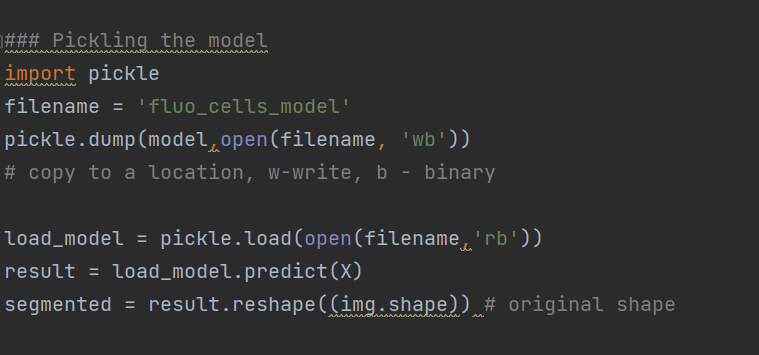 ### Pickling the model
import pickle
filename = 'fluo_cells_model'
pickle.dump(model,open(filename, 'wb'))
# copy to a location, w-write, b - binary
load_model = pickle.load(open(filename,'rb'))
result = load_model.predict(X)
segmented = result.reshape((img.shape)) # original shape